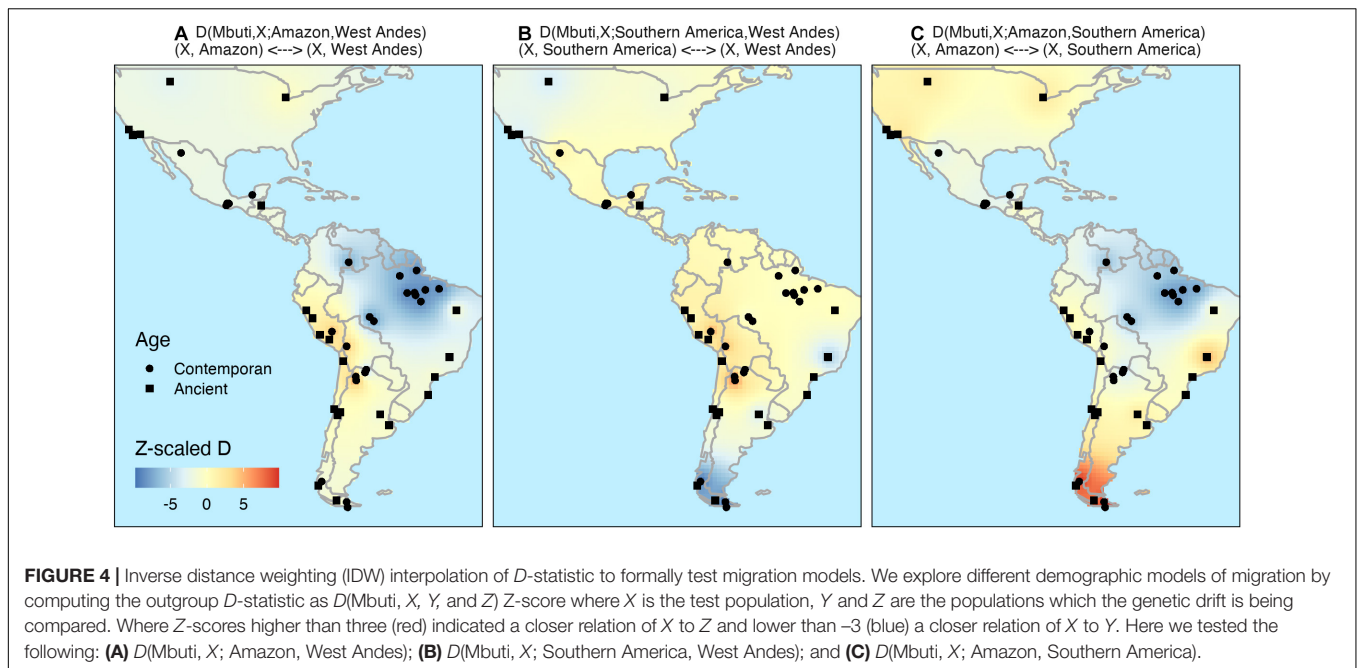 A D(Mbuti,X;Amazon,West Andes)
(X, Amazon) <---> (X, West Andes)
B D(Mbuti,X;Southern America,West Andes)
(X, Southern America) <---> (X, West Andes)
C D(Mbuti,X;Amazon,Southern America)
(X, Amazon) <---> (X, Southern America)
Age
Contemporan
Ancient
Z-scaled D
-5 0 5
FIGURE 4 | Inverse distance weighting (IDW) interpolation of D-statistic to formally test migration models. We explore different demographic models of migration by
computing the outgroup D-statistic as D(Mbuti, X, Y, and Z) Z-score where X is the test population, Y and Z are the populations which the genetic drift is being
compared. Where Z-scores higher than three (red) indicated a closer relation of X to Z and lower than –3 (blue) a closer relation of X to Y. Here we tested the
following: (A) D(Mbuti, X; Amazon, West Andes); (B) D(Mbuti, X; Southern America, West Andes); and (C) D(Mbuti, X; Amazon, Southern America).